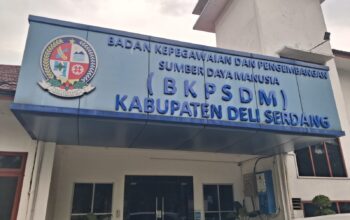 BADAN KEPEGAWAIAN DAN PENGEMBANGAN
SUMBER DAYA MANUSIA
( BKPSDM )
KABUPATEN DELI SERDANG